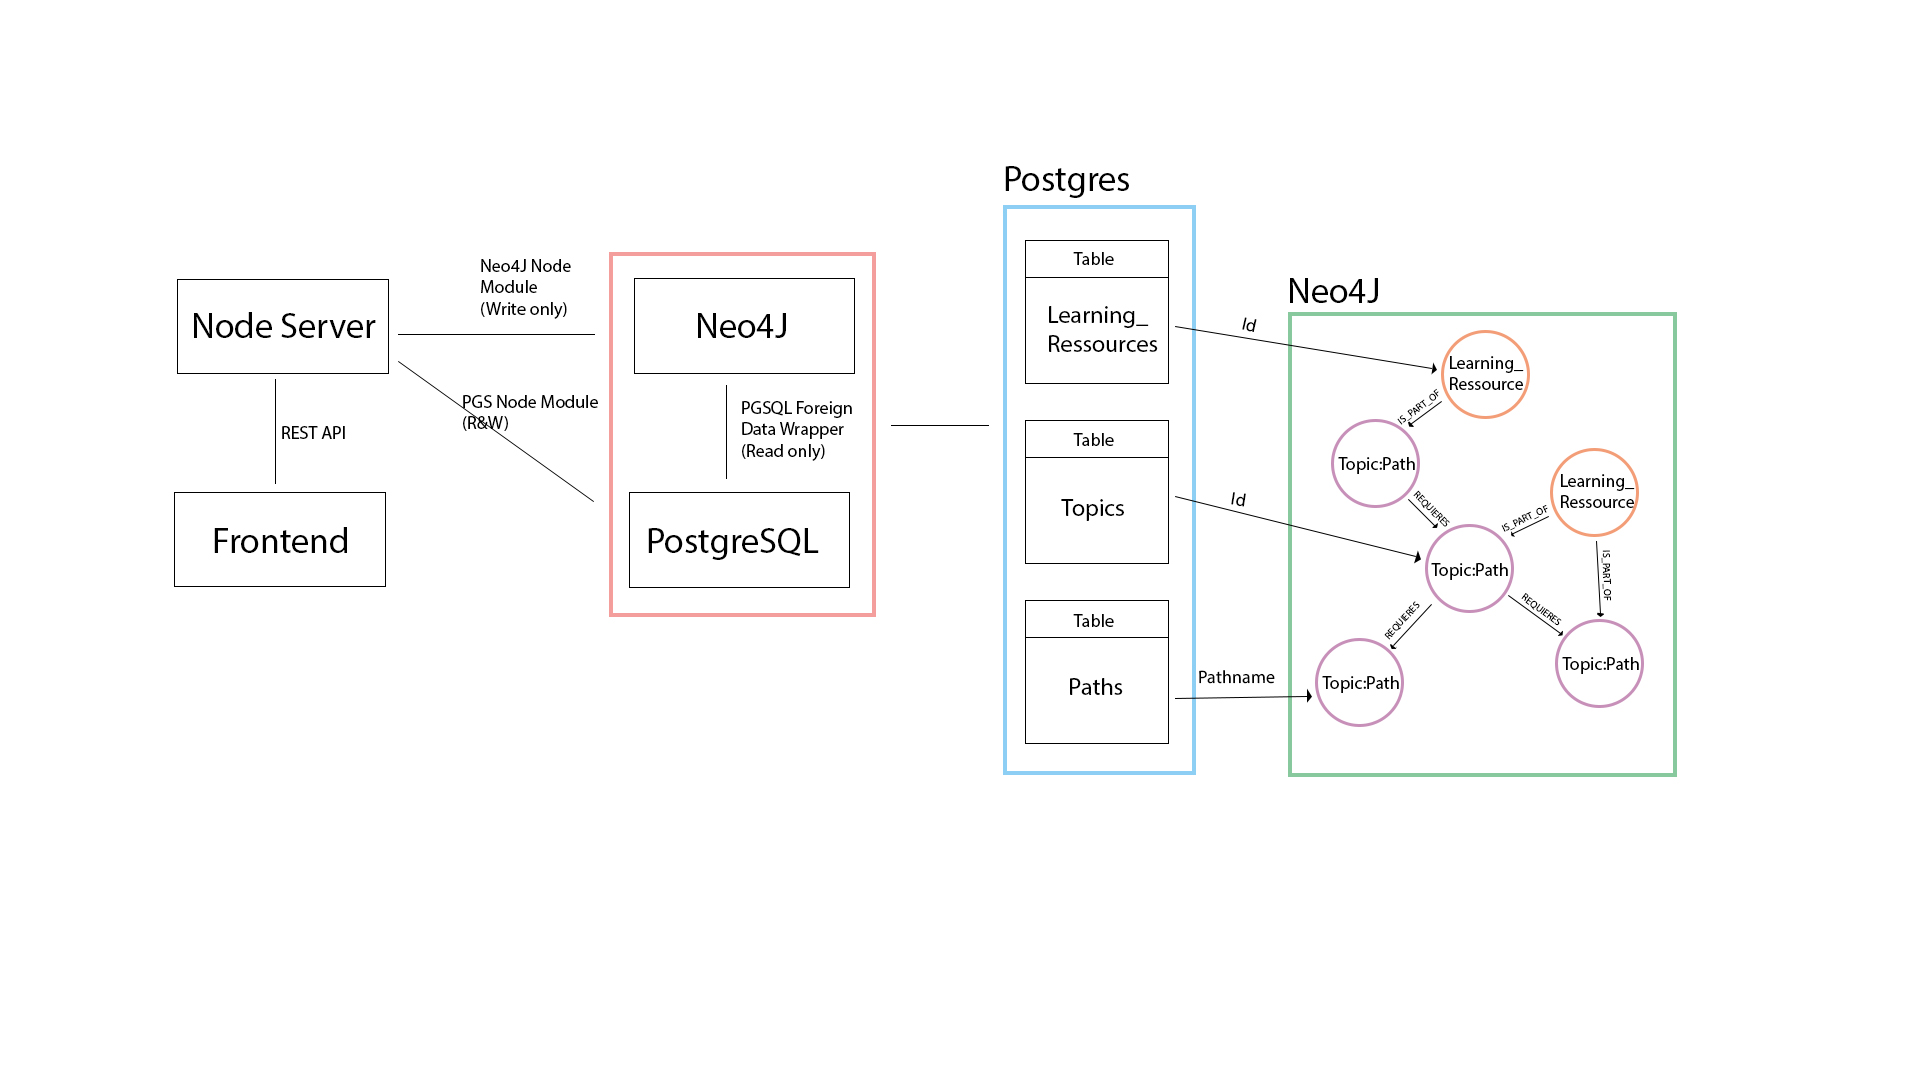 Node Server
REST API
Frontend
Neo4J Node
Module
(Write only)
PGS Node Module
(R&W)
Neo4J
PGSQL Foreign
Data Wrapper
(Read only)
PostgreSQL
Postgres
Table
Learning_
Ressources
Table
Topics
Table
Paths
Id
Id
Pathname
Neo4J
Learning_
Ressource
IS_PART_OF
Topic:Path
REQUIERES
Learning_
Ressource
IS_PART_OF
IS_PART_OF
Topic:Path
REQUIERES
REQUIERES
Topic:Path
Topic:Path